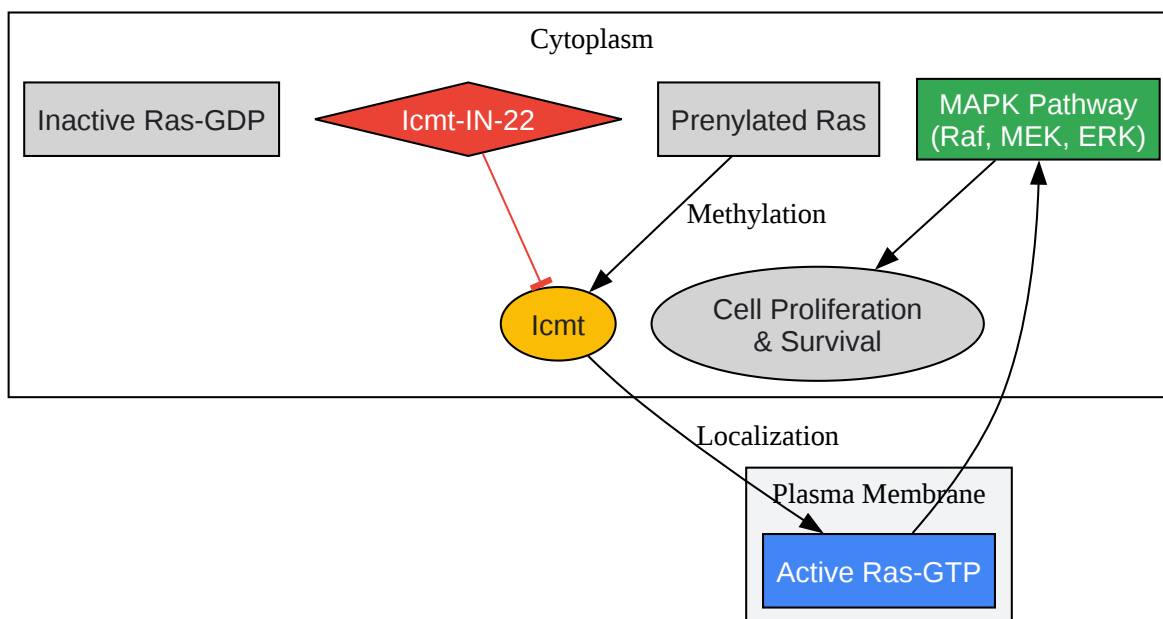 Cytoplasm
Inactive Ras-GDP
Icmt-IN-22
Prenylated Ras
MAPK Pathway
(Raf, MEK, ERK)
Methylation
Icmt
Cell Proliferation
& Survival
Localization
Plasma Membrane
Active Ras-GTP